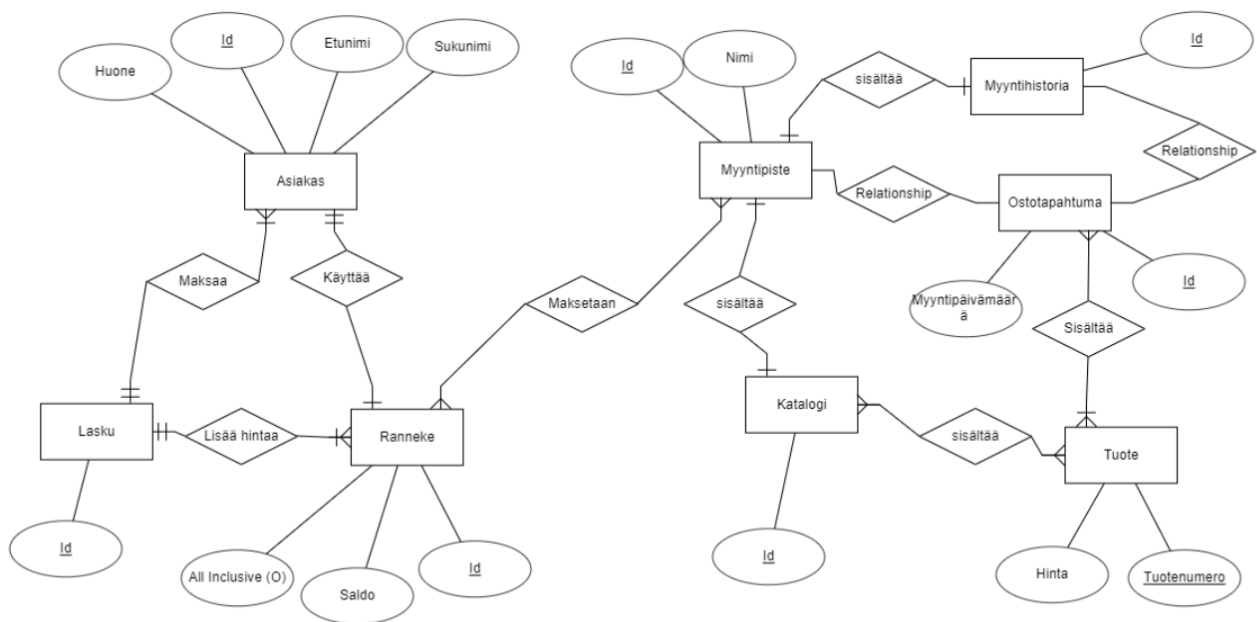 Id
Etunimi
Sukunimi
Huone
Asiakas
Maksaa
Käyttää
Lasku
Lisää hintaa
Ranneke
Id
All Inclusive (O)
Saldo
Id
Id
Nimi
sisältää
Myyntihistoria
Id
Relationship
Myyntipiste
Relationship
Ostotapahtuma
Maksetaan
sisältää
Myyntipäivämäär
ä
Id
Sisältää
Katalogi
sisältää
Tuote
Id
Hinta
Tuotenumero